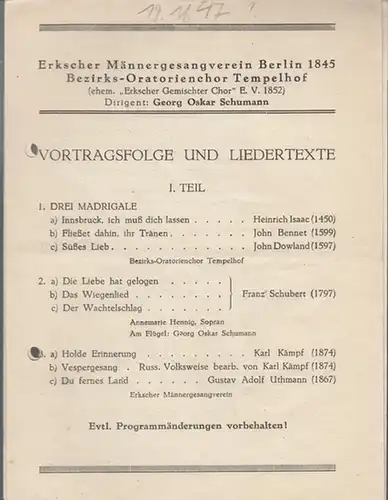 Erkscher Männergesangverein Berlin 1845
Bezirks-Oratorienchor Tempelhof
(ehem. „Erkscher Gemischter Chor" E. V. 1852)
Dirigent: Georg Oskar Schumann
VORTRAGSFOLGE UND LIEDERTEXTE
I. TEIL
1. DREI MADRIGALE
a) Innsbruck, ich muß dich lassen . . . . . Heinrich Isaac (1450)
b) Fließet dahin, ihr Tränen . . . . . . . John Bennet (1599)
c) Süßes Lieb . . . . . . . . . . . John Dowland (1597)
Bezirks-Oratorienchor Tempelhof
2. a) Die Liebe hat gelogen . . . . .
b) Das Wiegenlied . . . . . . . Franz Schubert (1797)
c) Der Wachtelschlag . . . . . .
Annemarie Hennig, Sopran
Am Flügel: Georg Oskar Schumann
3. a) Holde Erinnerung . . . . . . . . . Karl Kämpf (1874)
b) Vespergesang . Russ. Volksweise bearb. von Karl Kämpf (1874)
c) Du fernes Land . . . . . . Gustav Adolf Uthmann (1867)
Erkscher Männergesangverein
Evtl. Programmänderungen vorbehalten!